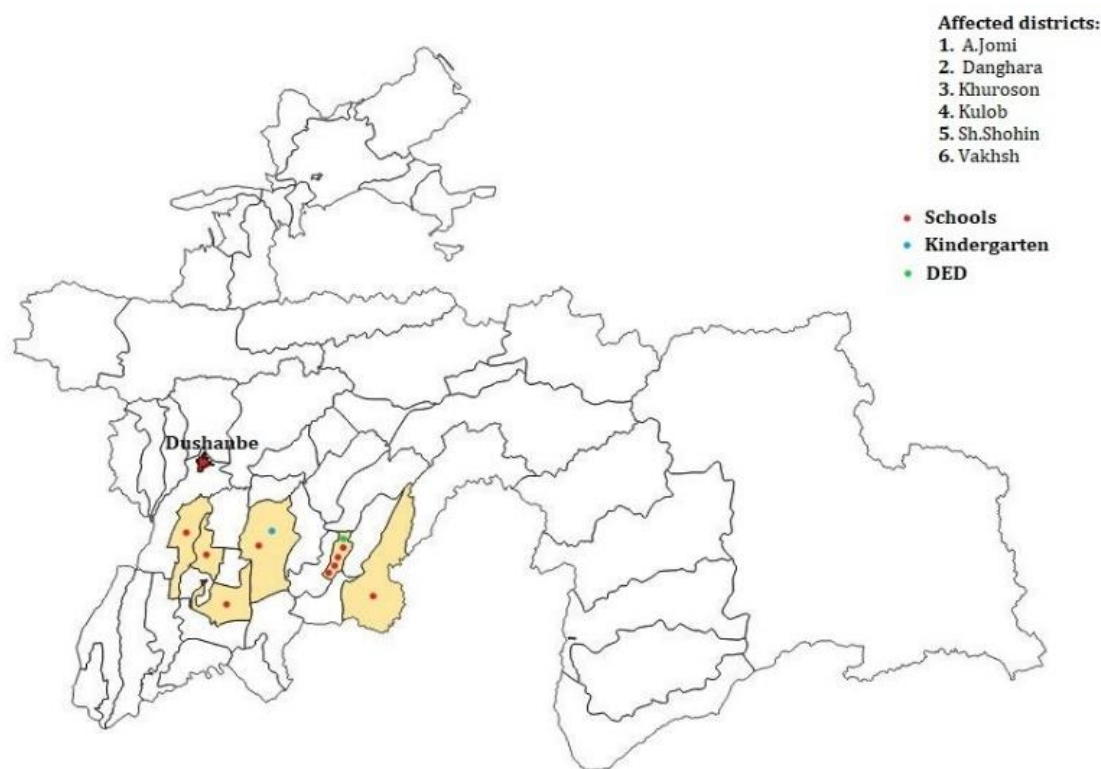 Affected districts:
1. A.Jomi
2. Danghara
3. Khuroson
4. Kulob
5. Sh.Shohin
6. Vakhsh
Schools
Kindergarten
DED
Dushanbe